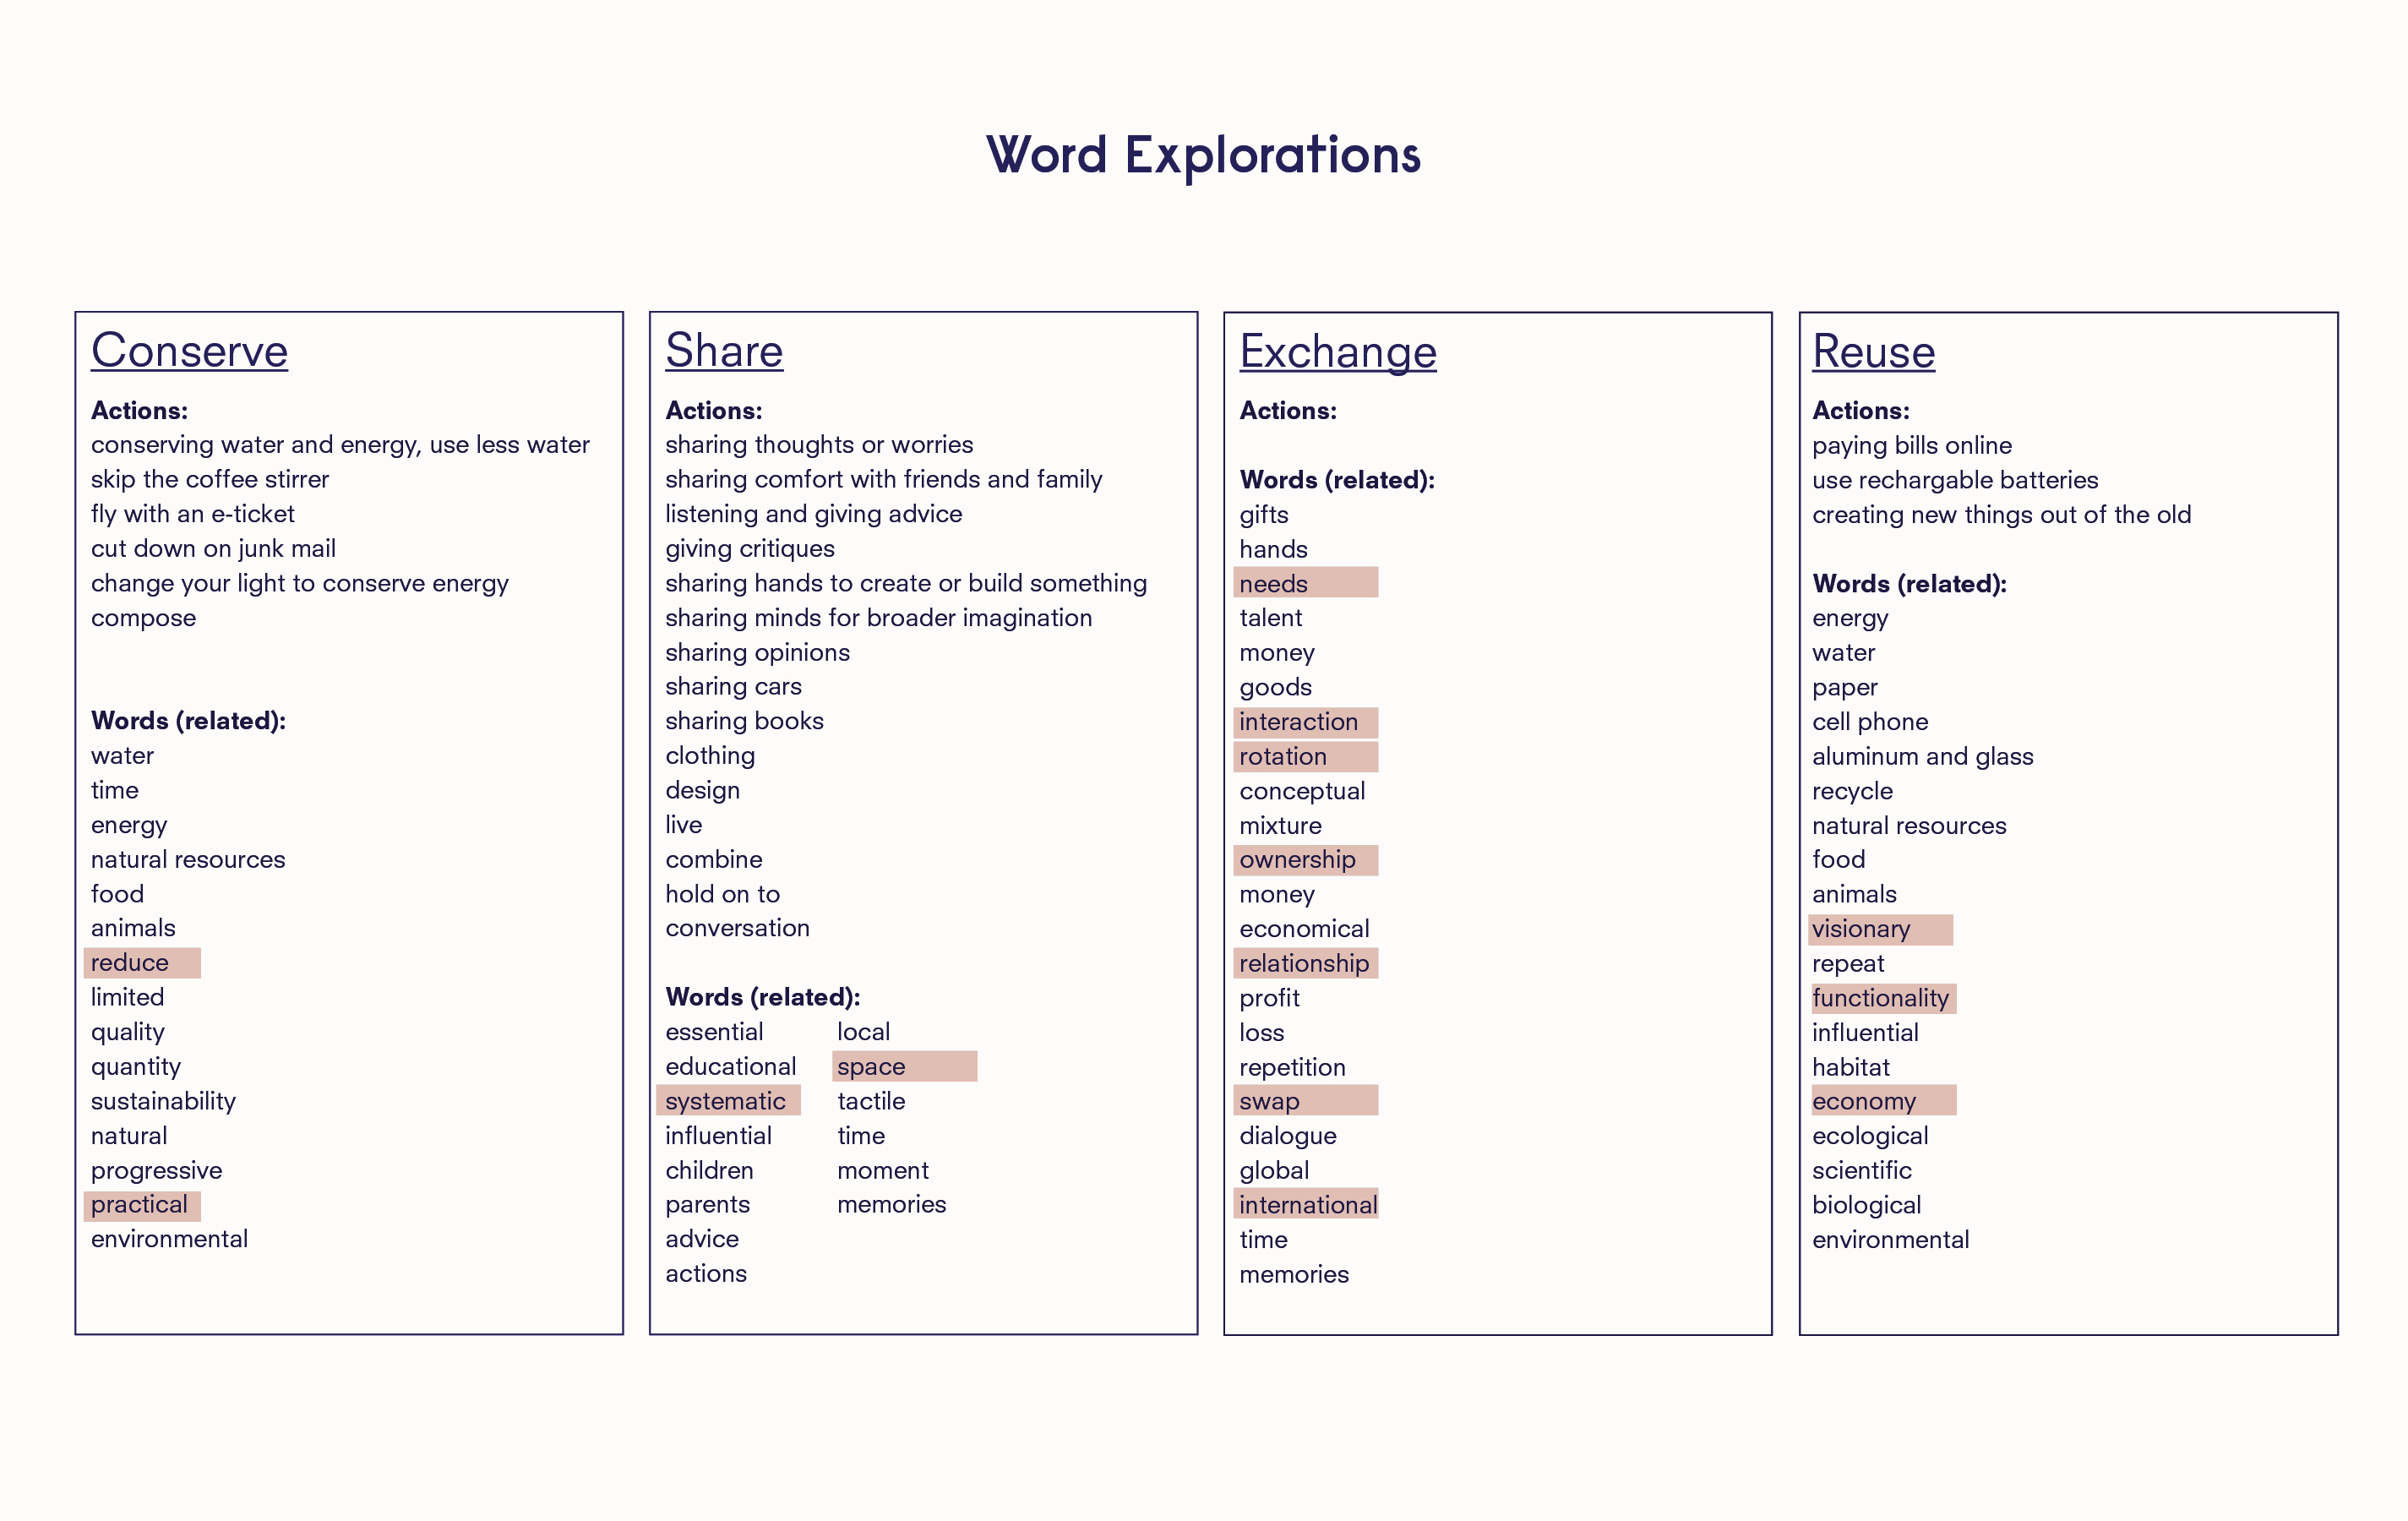 Word Explorations
Conserve
Actions:
conserving water and energy, use less water
skip the coffee stirrer
fly with an e-ticket
cut down on junk mail
change your light to conserve energy
compose
Words (related):
water
time
energy
natural resources
food
animals
reduce
limited
quality
quantity
sustainability
natural
progressive
practical
environmental
Share
Actions:
sharing thoughts or worries
sharing comfort with friends and family
listening and giving advice
giving critiques
sharing hands to create or build something
sharing minds for broader imagination
sharing opinions
sharing cars
sharing books
clothing
design
live
combine
hold on to
conversation
Words (related):
essential
educational
systematic
influential
children
parents
advice
actions
local
space
tactile
time
moment
memories
Exchange
Actions:
Words (related):
gifts
hands
needs
talent
money
goods
interaction
rotation
conceptual
mixture
ownership
money
economical
relationship
profit
loss
repetition
swap
dialogue
global
international
time
memories
Reuse
Actions:
paying bills online
use rechargable batteries
creating new things out of the old
Words (related):
energy
water
paper
cell phone
aluminum and glass
recycle
natural resources
food
animals
visionary
repeat
functionality
influential
habitat
economy
ecological
scientific
biological
environmental